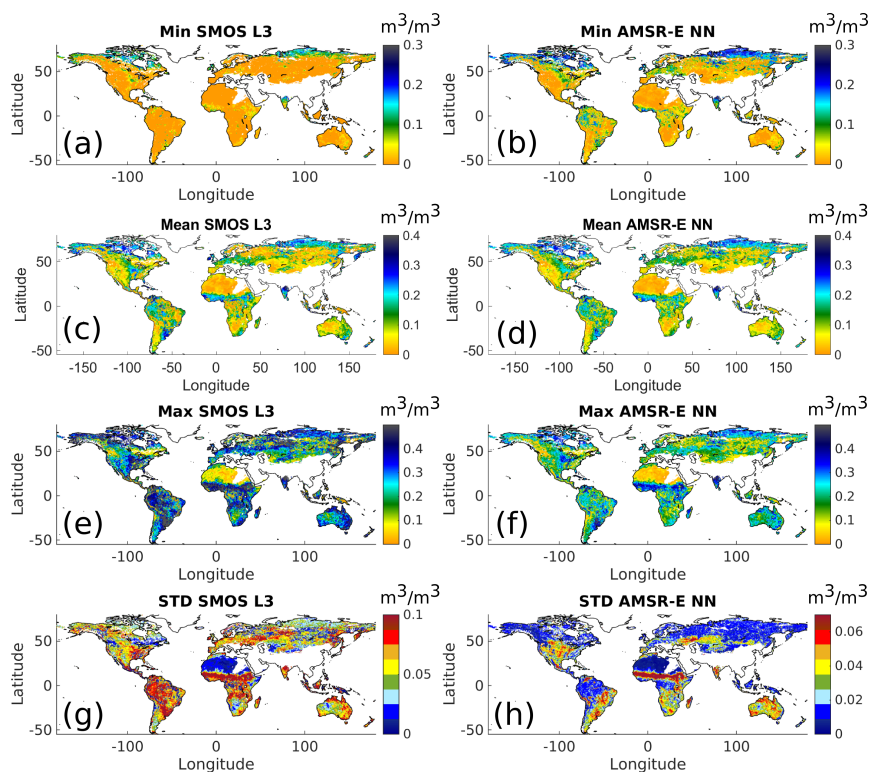 Min SMOS L3
m³/m³
Latitude
50
0
-50
(a)
-100
0
100
Longitude
0.3
0.2
0.1
0
Min AMSR-E NN
m³/m³
Latitude
50
0
-50
(b)
-100
0
100
Longitude
0.3
0.2
0.1
0
Mean SMOS L3
m³/m³
Latitude
50
0
-50
(c)
-150
-100
-50
0
50
100
150
Longitude
0.4
0.3
0.2
0.1
0
Mean AMSR-E NN
m³/m³
Latitude
50
0
-50
(d)
-150
-100
-50
0
50
100
150
Longitude
0.4
0.3
0.2
0.1
0
Max SMOS L3
m³/m³
Latitude
50
0
-50
(e)
-100
0
100
Longitude
0.4
0.3
0.2
0.1
0
Max AMSR-E NN
m³/m³
Latitude
50
0
-50
(f)
-100
0
100
Longitude
0.4
0.3
0.2
0.1
0
STD SMOS L3
m³/m³
Latitude
50
0
-50
(g)
-100
0
100
Longitude
0.1
0.05
0
STD AMSR-E NN
m³/m³
Latitude
50
0
-50
(h)
-100
0
100
Longitude
0.06
0.04
0.02
0